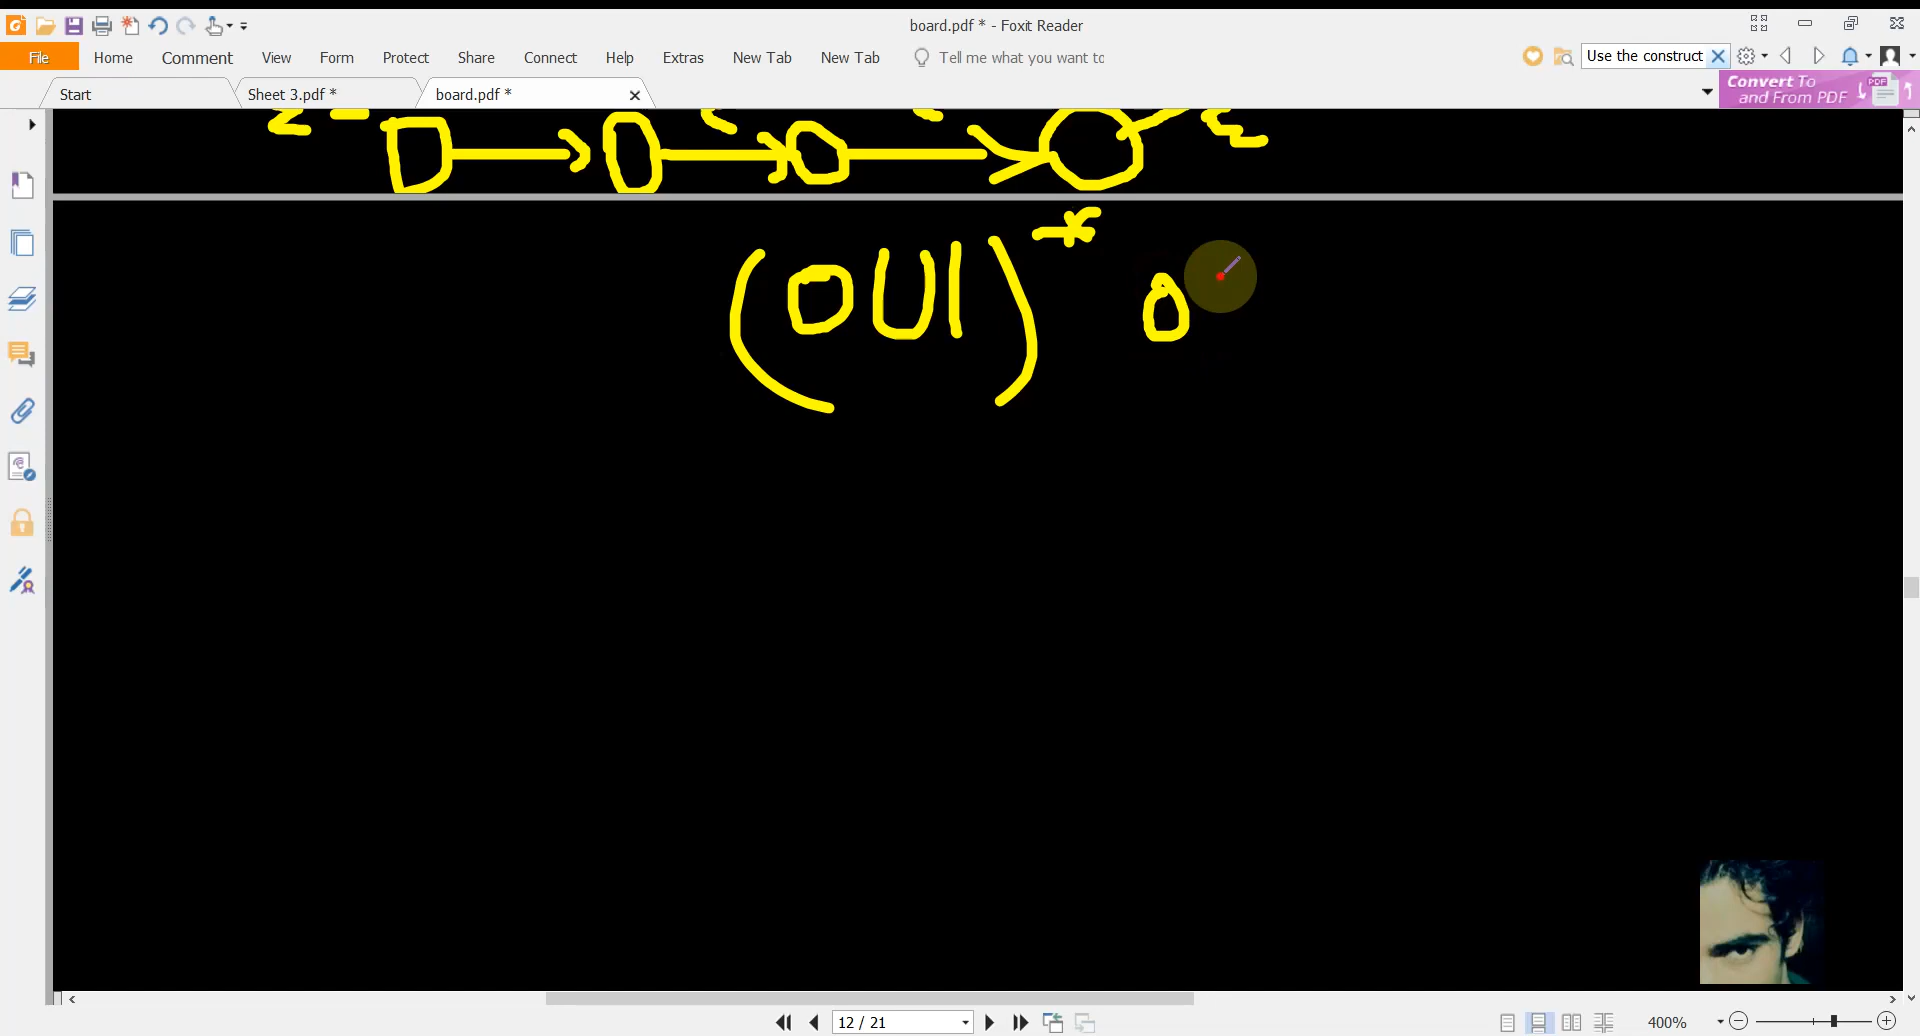 board.pdf * - Foxit Reader
File Home Comment View Form Protect Share Connect Help Extras New Tab New Tab Tell me what you want to Use the construct
Start Sheet 3.pdf * board.pdf * Convert To
and From PDF
PDF
(0U1)* 0
12 / 21 400%